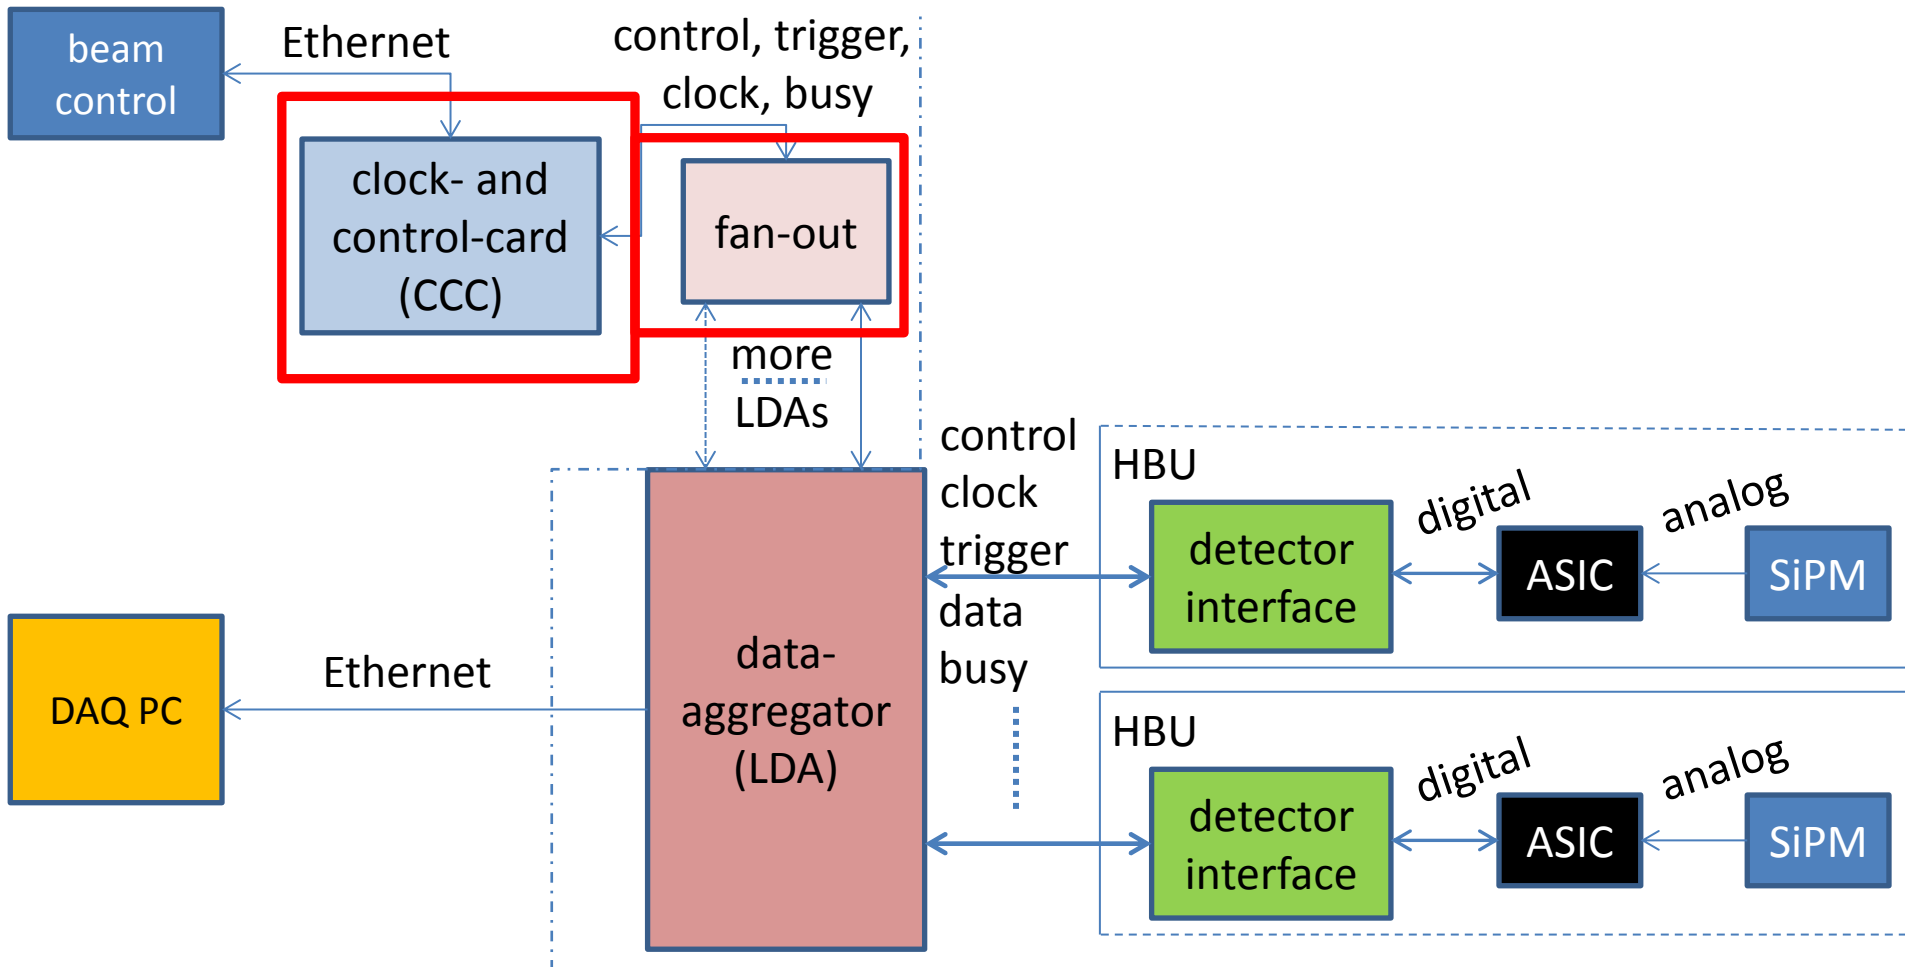 beam
control
Ethernet
control, trigger,
clock, busy
clock- and
control-card
(CCC)
fan-out
more
LDAs
control
clock
trigger
data
busy
HBU
detector
interface
digital
ASIC
analog
SiPM
DAQ PC
Ethernet
data-
aggregator
(LDA)
HBU
detector
interface
digital
ASIC
analog
SiPM